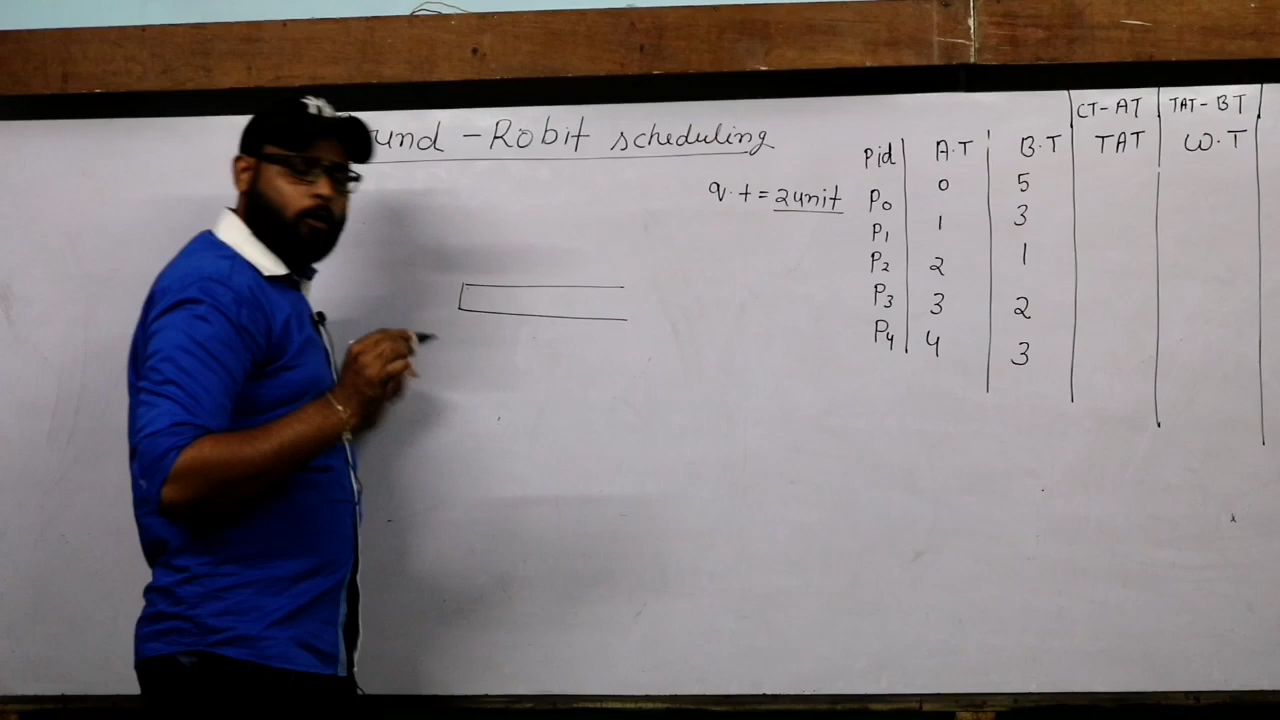 und - Robit scheduling
q.t = 2unit
CT-AT TAT-BT
Pid A.T B.T TAT W.T
P0 0 5
P1 1 3
P2 2 1
P3 3 2
P4 4 3